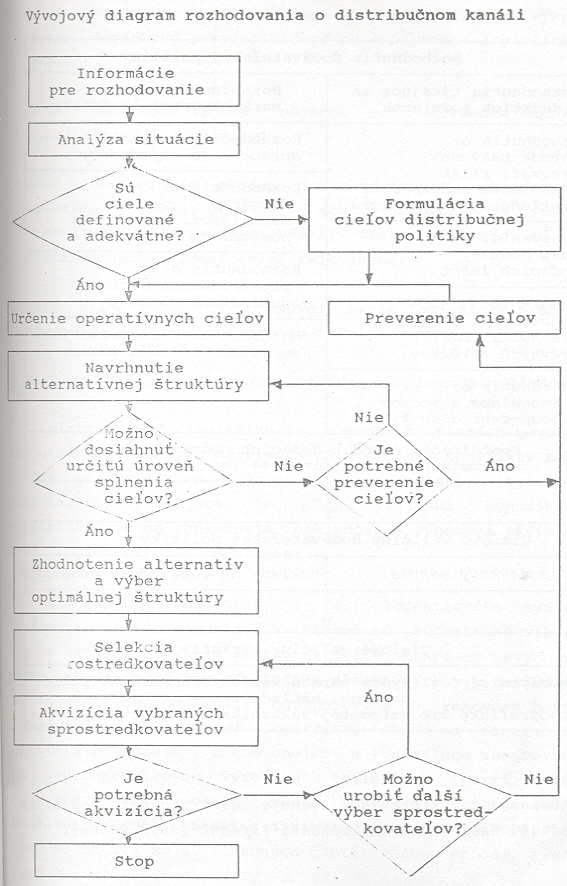 Vývojový diagram rozhodovania o distribučnom kanáli
Informácie
pre rozhodovanie
Analýza situácie
Sú
ciele
definované
a adekvátne?
Nie
Formulácia
cieľov distribučnej
politiky
Áno
Určenie operatívnych cieľov
Preverenie cieľov
Navrhnutie
alternatívnej štruktúry
Možno
dosiahnuť
určitú úroveň
splnenia
cieľov?
Nie
Nie
Je
potrebné
preverenie
cieľov?
Áno
Áno
Zhodnotenie alternatív
a výber
optimálnej štruktúry
Selekcia
rostredkovateľov
Áno
Akvizícia vybraných
sprostredkovateľov
Je
potrebná
akvizícia?
Nie
Možno
urobiť ďalší
výber sprostred-
kovateľov?
Nie
Stop